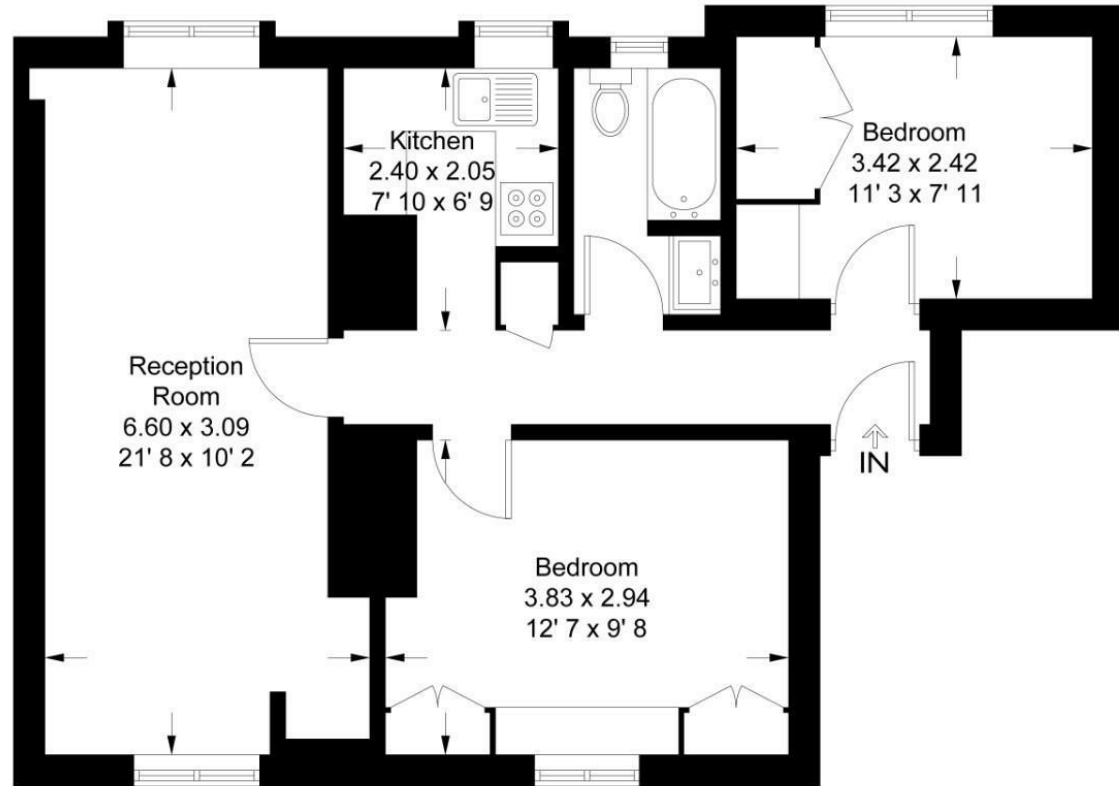 Kitchen
2.40 x 2.05
7' 10 x 6' 9
Bedroom
3.42 x 2.42
11' 3 x 7' 11
Reception
Room
6.60 x 3.09
21' 8 x 10' 2
IN
Bedroom
3.83 x 2.94
12' 7 x 9' 8